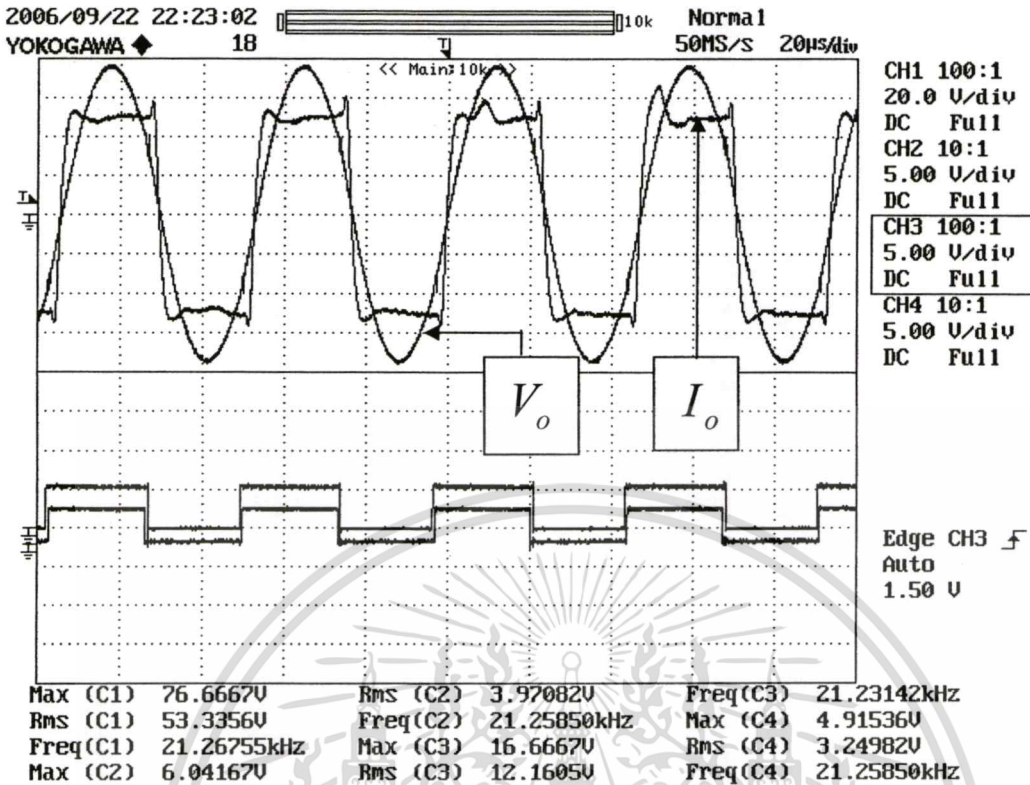 2006/09/22 22:23:02 10k Normal
YOKOGAWA ◆ 18 50MS/s 20µs/div
<< Main:10k >>
CH1 100:1
20.0 V/div
DC Full
CH2 10:1
5.00 V/div
DC Full
CH3 100:1
5.00 V/div
DC Full
CH4 10:1
5.00 V/div
DC Full
Vo
Io
Edge CH3
Auto
1.50 V
Max (C1) 76.6667V Rms (C2) 3.97082V Freq(C3) 21.23142kHz
Rms (C1) 53.3356V Freq(C2) 21.25850kHz Max (C4) 4.91536V
Freq(C1) 21.26755kHz Max (C3) 16.6667V Rms (C4) 3.24982V
Max (C2) 6.04167V Rms (C3) 12.1605V Freq(C4) 21.25850kHz